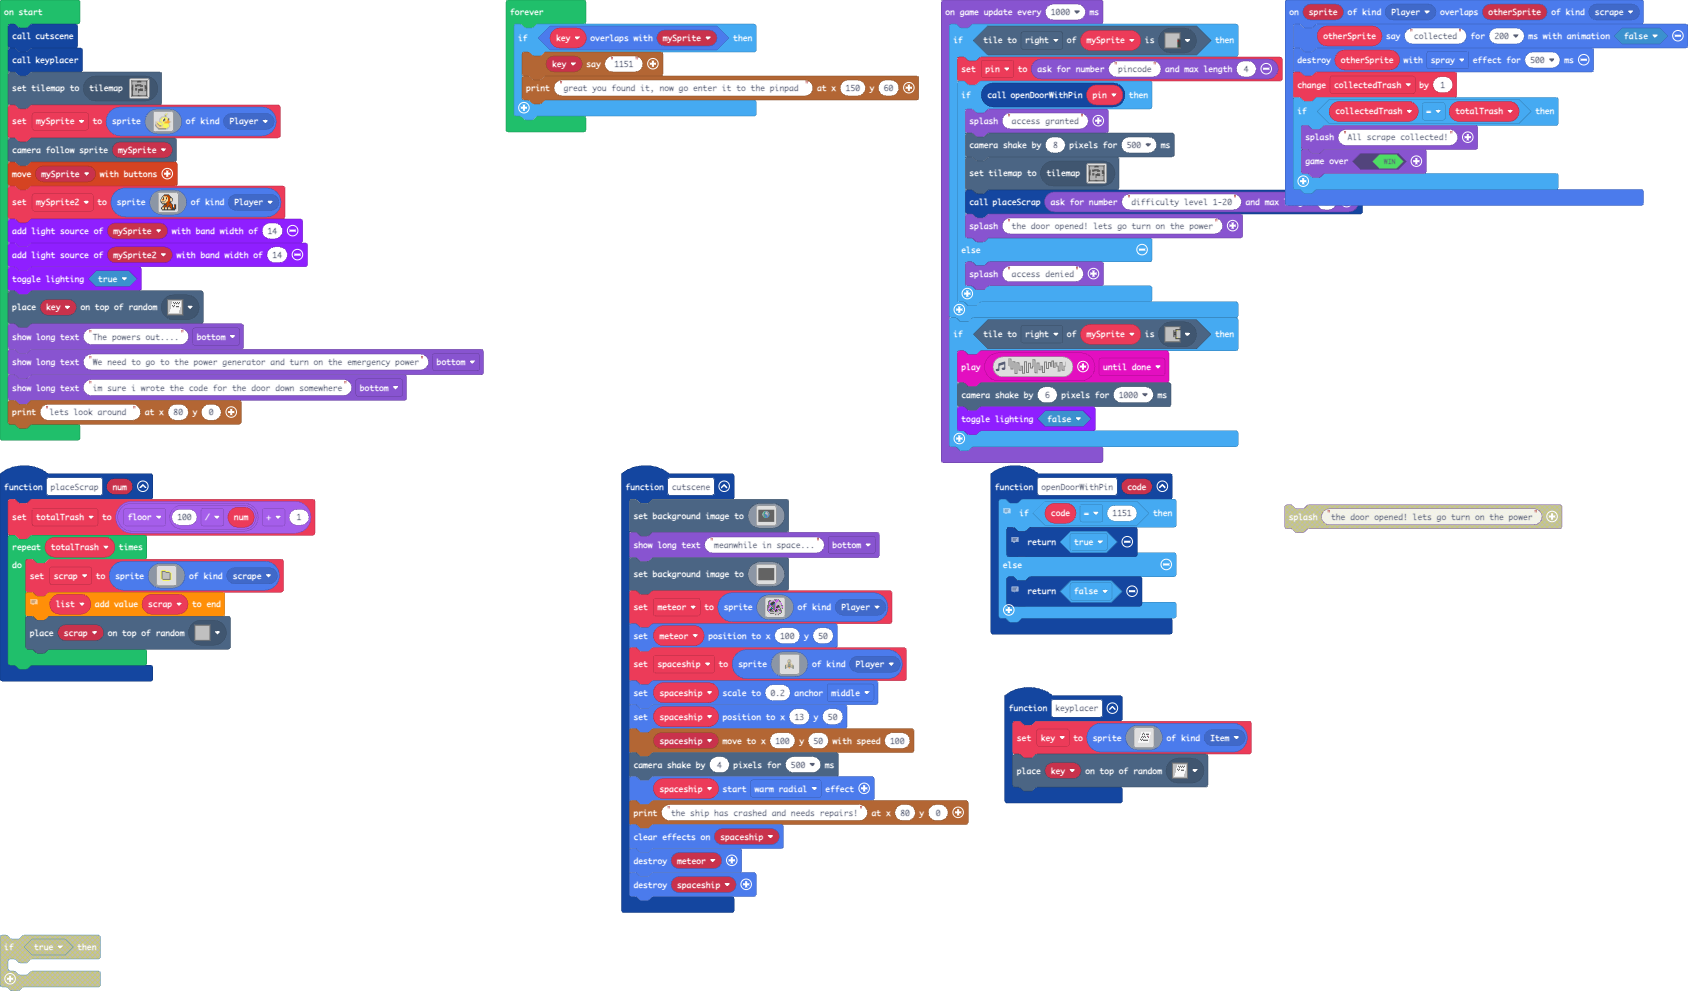 on start
call cutscene
call keyplacer
set tilemap to tilemap
set mySprite to sprite of kind Player
camera follow sprite mySprite
move mySprite with buttons
set mySprite2 to sprite of kind Player
add light source of mySprite with band width of 14
add light source of mySprite2 with band width of 14
toggle lighting true
place key on top of random
show long text "The powers out...." bottom
show long text "We need to go to the power generator and turn on the emergency power" bottom
show long text "im sure i wrote the code for the door down somewhere" bottom
print "lets look around " at x 80 y 0
forever
if key overlaps with mySprite then
key say "1151"
print " great you found it, now go enter it to the pinpad " at x 150 y 60
on game update every 1000 ms
if tile to right of mySprite is then
set pin to ask for number "pincode" and max length 4
if call openDoorWithPin pin then
splash "access granted"
camera shake by 8 pixels for 500 ms
set tilemap to tilemap
call placeScrap ask for number "difficulty level 1-20" and max
splash "the door opened! lets go turn on the power "
else
splash "access denied"
if tile to right of mySprite is then
play until done
camera shake by 6 pixels for 1000 ms
toggle lighting false
on sprite of kind Player overlaps otherSprite of kind scrape
otherSprite say "collected" for 200 ms with animation false
destroy otherSprite with spray effect for 500 ms
change collectedTrash by 1
if collectedTrash = totalTrash then
splash "All scrape collected!"
game over WIN
function placeScrap num
set totalTrash to floor 100 / num + 1
repeat totalTrash times
do
set scrap to sprite of kind scrape
list add value scrap to end
place scrap on top of random
function cutscene
set background image to
show long text "meanwhile in space..." bottom
set background image to
set meteor to sprite of kind Player
set meteor position to x 100 y 50
set spaceship to sprite of kind Player
set spaceship scale to 0.2 anchor middle
set spaceship position to x 13 y 50
spaceship move to x 100 y 50 with speed 100
camera shake by 4 pixels for 500 ms
spaceship start warm radial effect
print "the ship has crashed and needs repairs!" at x 80 y 0
clear effects on spaceship
destroy meteor
destroy spaceship
function openDoorWithPin code
if code = 1151 then
return true
else
return false
splash "the door opened! lets go turn on the power "
function keyplacer
set key to sprite of kind Item
place key on top of random
if true then